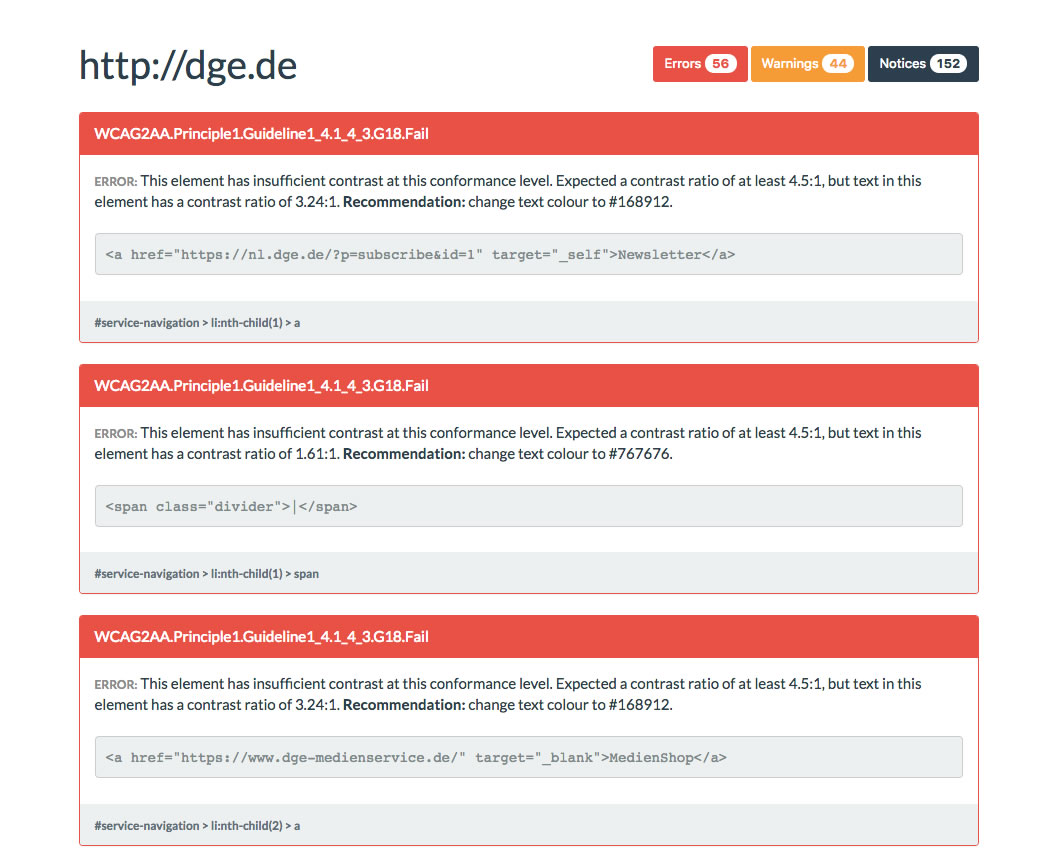 http://dge.de
Errors 56 Warnings 44 Notices 152
WCAG2AA.Principle1.Guideline1_4.1_4_3.G18.Fail
ERROR: This element has insufficient contrast at this conformance level. Expected a contrast ratio of at least 4.5:1, but text in this
element has a contrast ratio of 3.24:1. Recommendation: change text colour to #168912.
<a href="https://nl.dge.de/?p=subscribe&id=1" target="_self">Newsletter</a>
#service-navigation > li:nth-child(1) > a
WCAG2AA.Principle1.Guideline1_4.1_4_3.G18.Fail
ERROR: This element has insufficient contrast at this conformance level. Expected a contrast ratio of at least 4.5:1, but text in this
element has a contrast ratio of 1.61:1. Recommendation: change text colour to #767676.
<span class="divider">|</span>
#service-navigation > li:nth-child(1) > span
WCAG2AA.Principle1.Guideline1_4.1_4_3.G18.Fail
ERROR: This element has insufficient contrast at this conformance level. Expected a contrast ratio of at least 4.5:1, but text in this
element has a contrast ratio of 3.24:1. Recommendation: change text colour to #168912.
<a href="https://www.dge-medienservice.de/" target="_blank">MedienShop</a>
#service-navigation > li:nth-child(2) > a